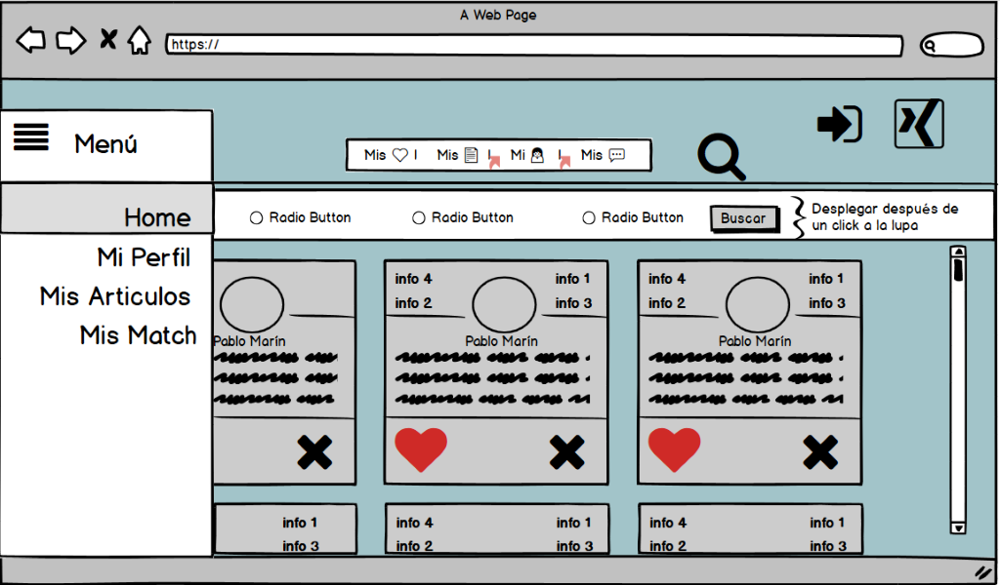 A Web Page
https://
Menú
Mis | Mis | Mi | Mis
Home
Radio Button Radio Button Radio Button Buscar
Desplegar después de
un click a la lupa
Mi Perfil
Mis Articulos
Mis Match
info 4 info 1 info 4 info 1
info 2 info 3 info 2 info 3
Pablo Marín Pablo Marín Pablo Marín
info 1 info 4 info 1 info 4 info 1
info 3 info 2 info 3 info 2 info 3